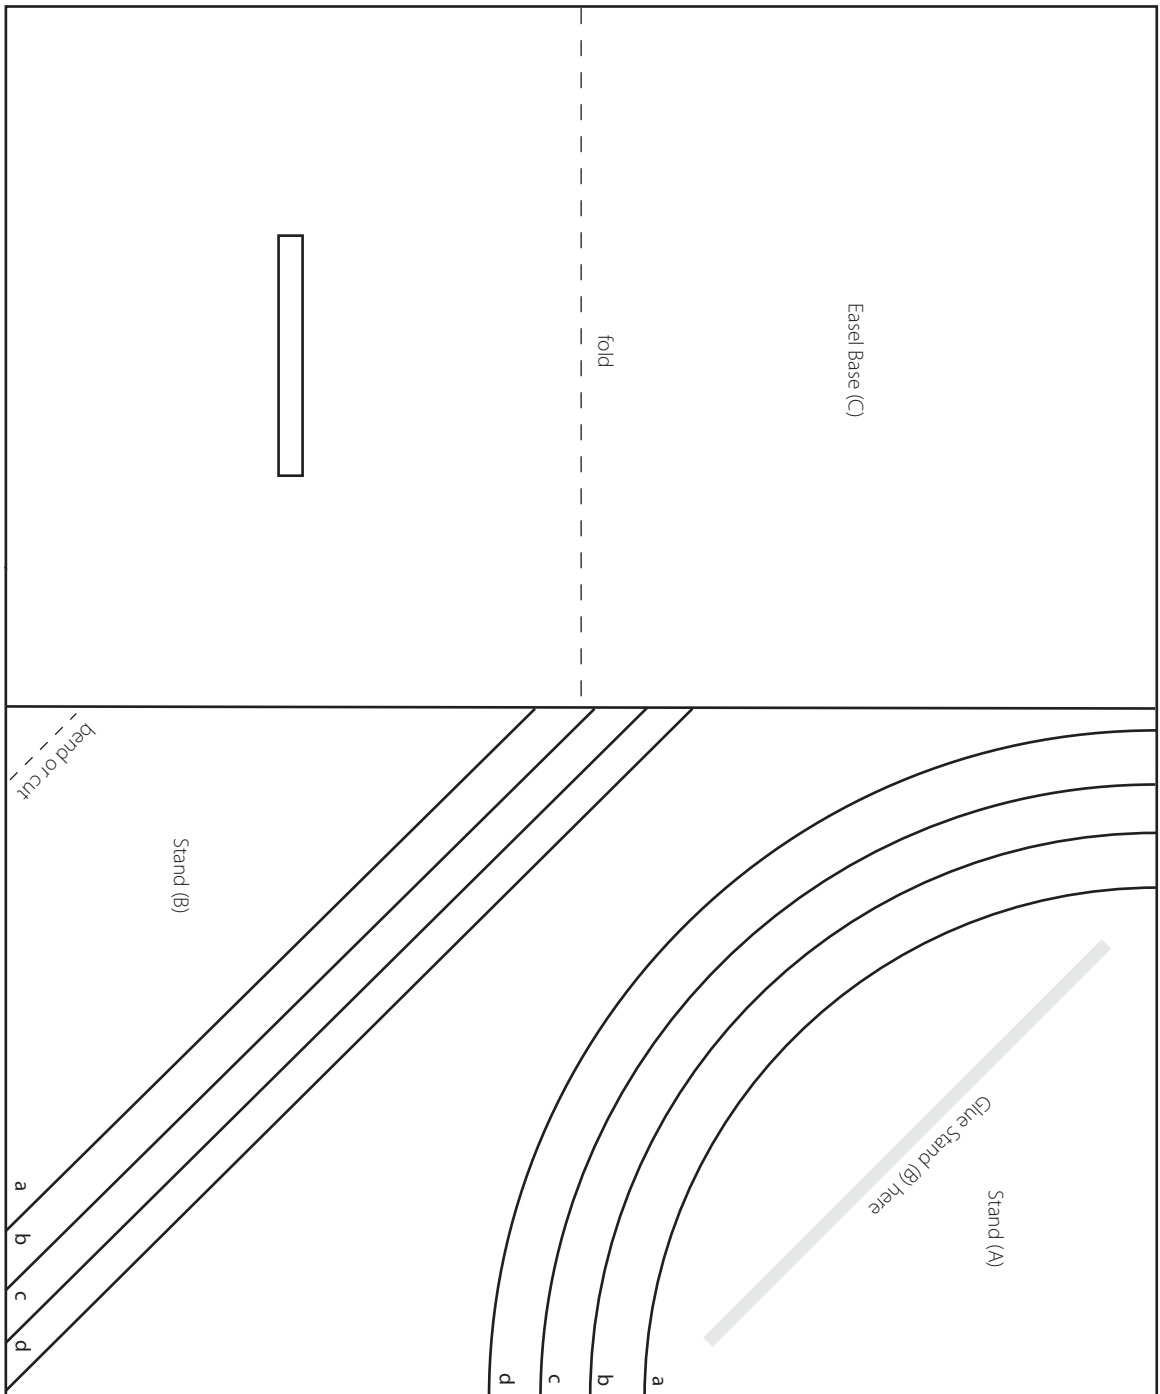 Easel Base (C)
fold
Stand (A)
Glue Stand (B) here
a
b
c
d
Stand (B)
bend or cut
a
b
c
d